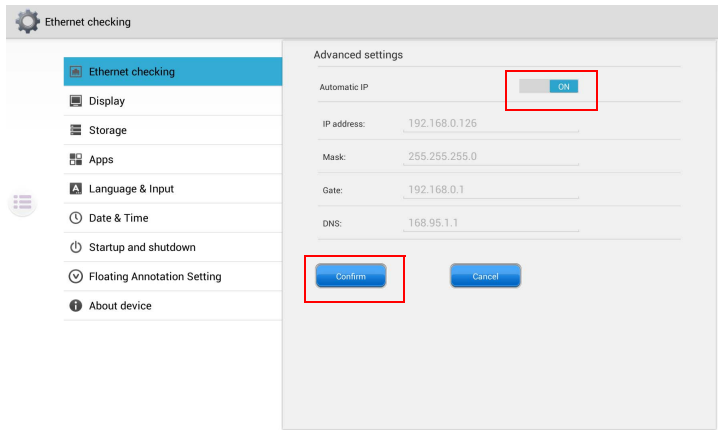 Ethernet checking
Ethernet checking
Display
Storage
Apps
Language & Input
Date & Time
Startup and shutdown
Floating Annotation Setting
About device
Advanced settings
Automatic IP ON
IP address: 192.168.0.126
Mask: 255.255.255.0
Gate: 192.168.0.1
DNS: 168.95.1.1
Confirm Cancel